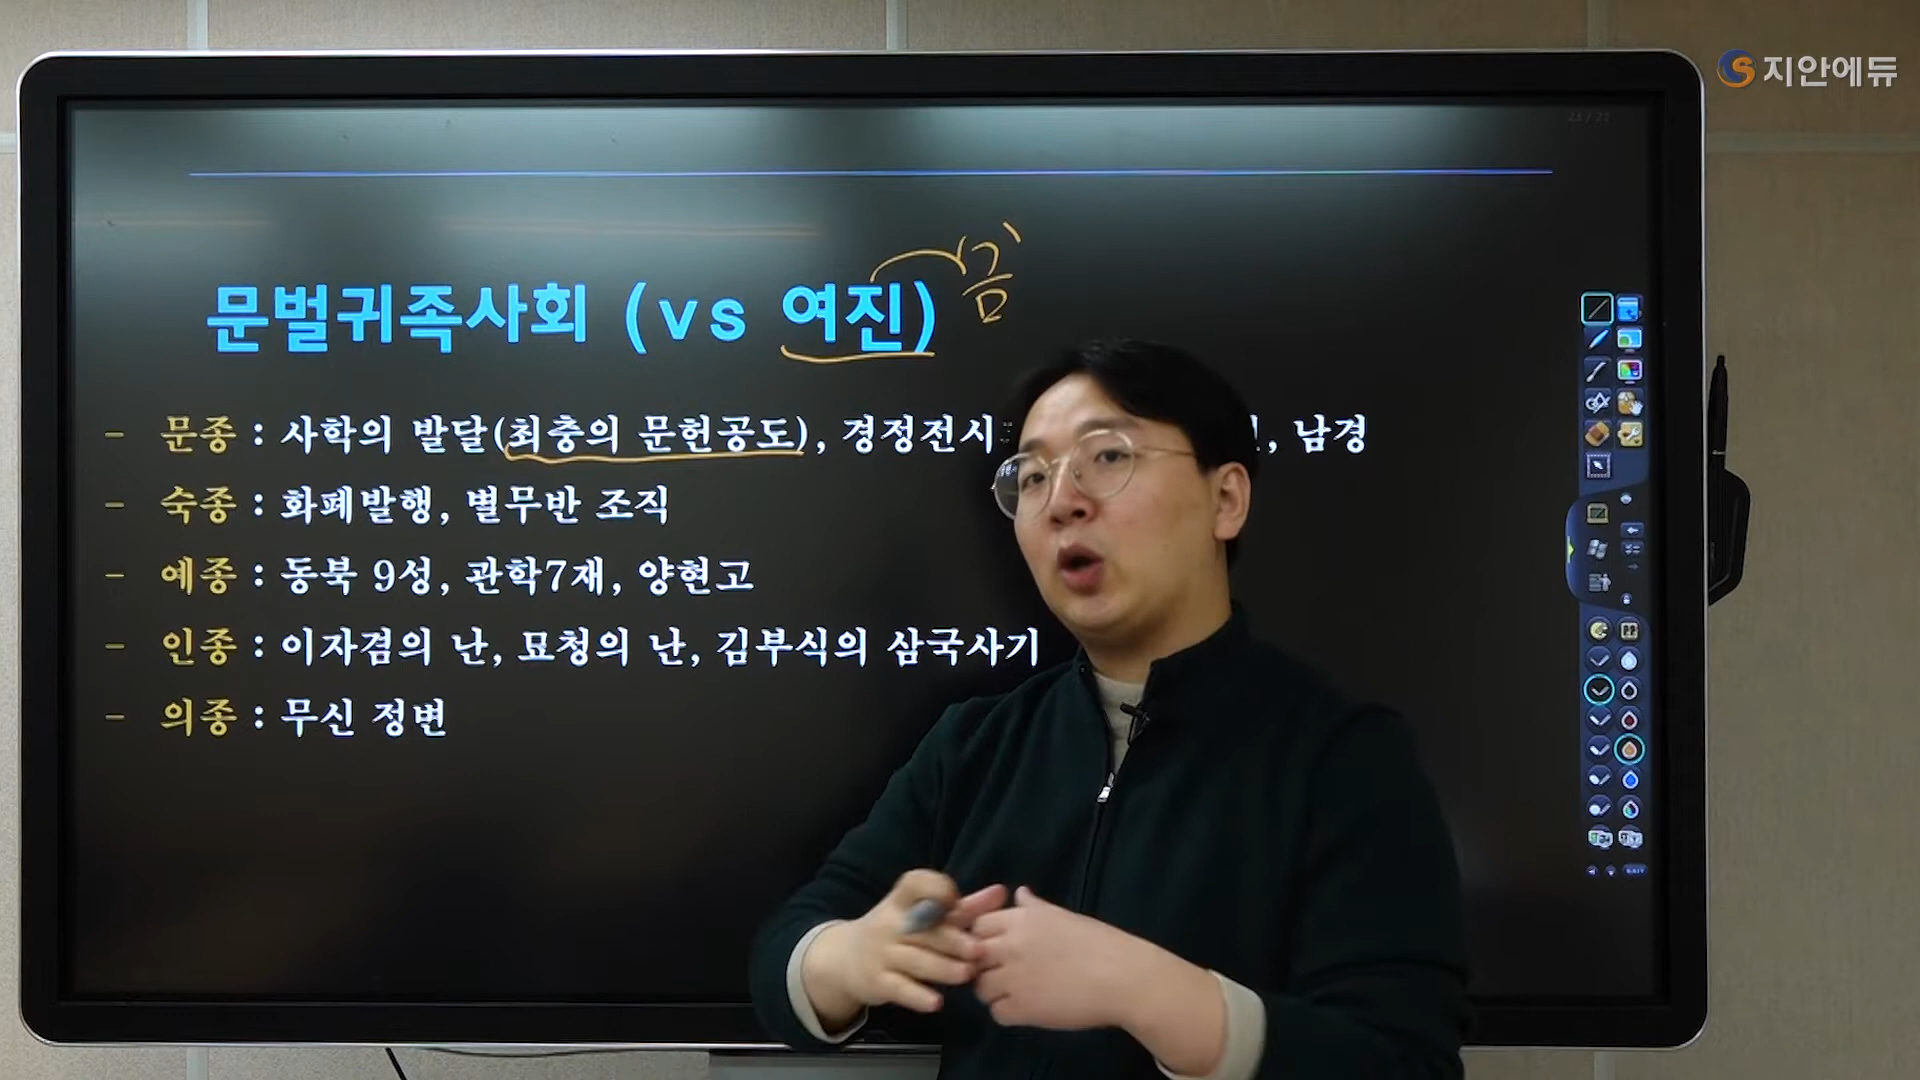 지안에듀
23 / 23
금
문벌귀족사회 (vs 여진)
- 문종 : 사학의 발달(최충의 문헌공도), 경정전시 , 남경
- 숙종 : 화폐발행, 별무반 조직
- 예종 : 동북 9성, 관학7재, 양현고
- 인종 : 이자겸의 난, 묘청의 난, 김부식의 삼국사기
- 의종 : 무신 정변